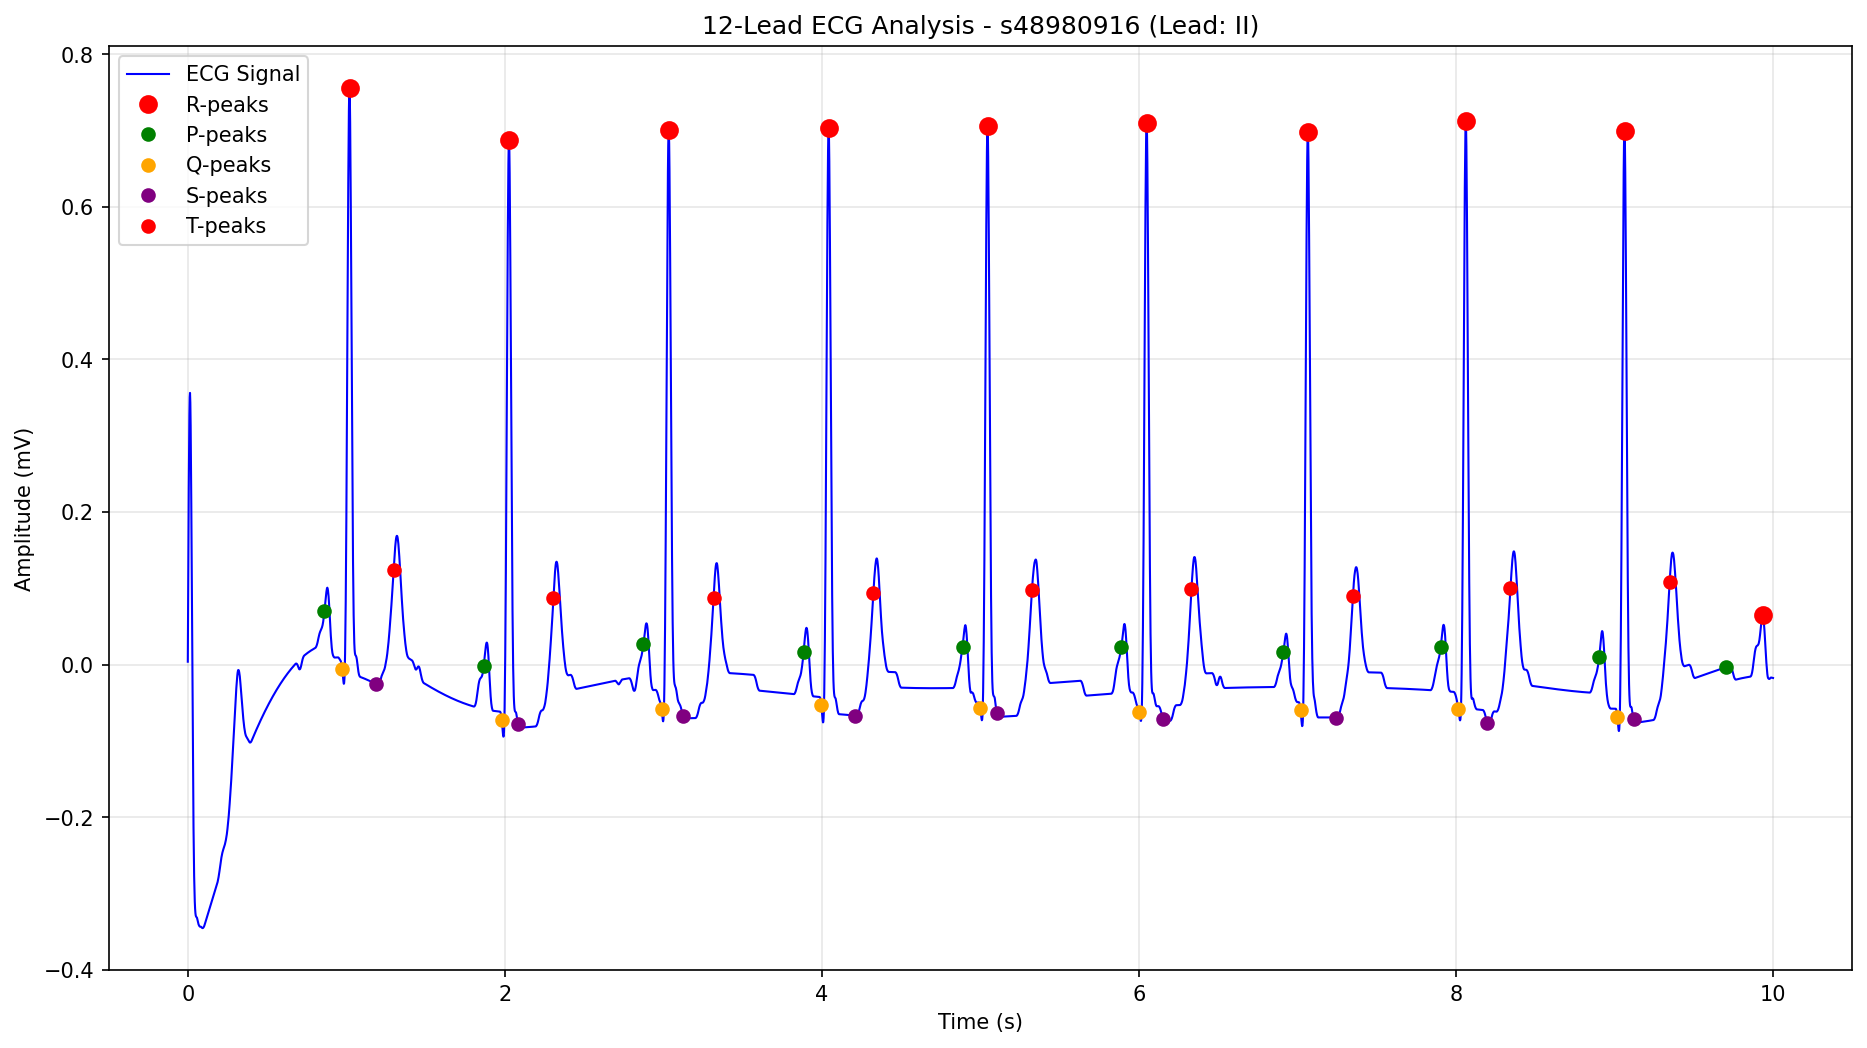 12-Lead ECG Analysis - s48980916 (Lead: II)
ECG Signal
R-peaks
P-peaks
Q-peaks
S-peaks
T-peaks
Amplitude (mV)
0.8
0.6
0.4
0.2
0.0
−0.2
−0.4
0 2 4 6 8 10
Time (s)